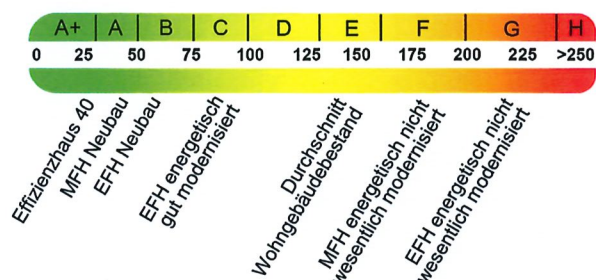 A+ A B C D E F G H
0 25 50 75 100 125 150 175 200 225 >250
Effizienzhaus 40
MFH Neubau
EFH Neubau
EFH energetisch
gut modernisiert
Durchschnitt
Wohngebäudebestand
MFH energetisch nicht
wesentlich modernisiert
EFH energetisch nicht
wesentlich modernisiert